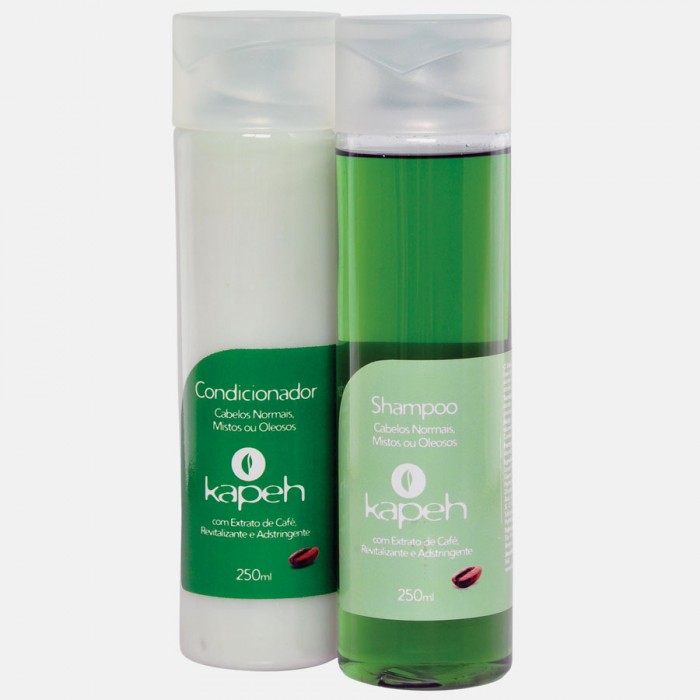 Condicionador
Cabelos Normais,
Mistos ou Oleosos
kapeh
com Extrato de Café,
Revitalizante e Adstringente
250ml
Shampoo
Cabelos Normais,
Mistos ou Oleosos
kapeh
com Extrato de Café,
Revitalizante e Adstringente
250ml